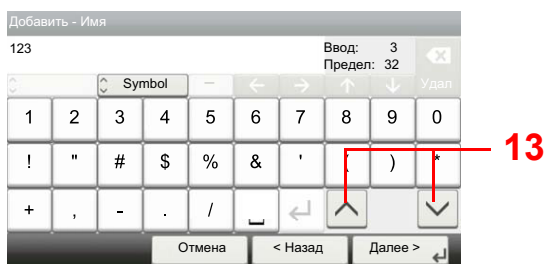 Добавить - Имя
123
Ввод: 3
Предел: 32
Symbol
Удал
1 2 3 4 5 6 7 8 9 0
! " # $ % & ' ( ) *
+ , - . /
13
Отмена < Назад Далее >